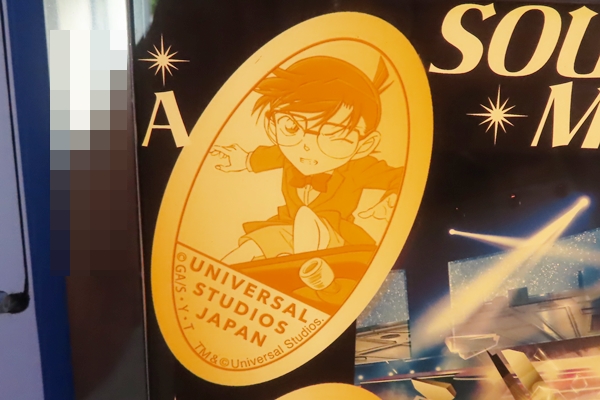 SOU
A
M
UNIVERSAL
STUDIOS
JAPAN
©GA/S・Y・T TM&©Universal Studios.